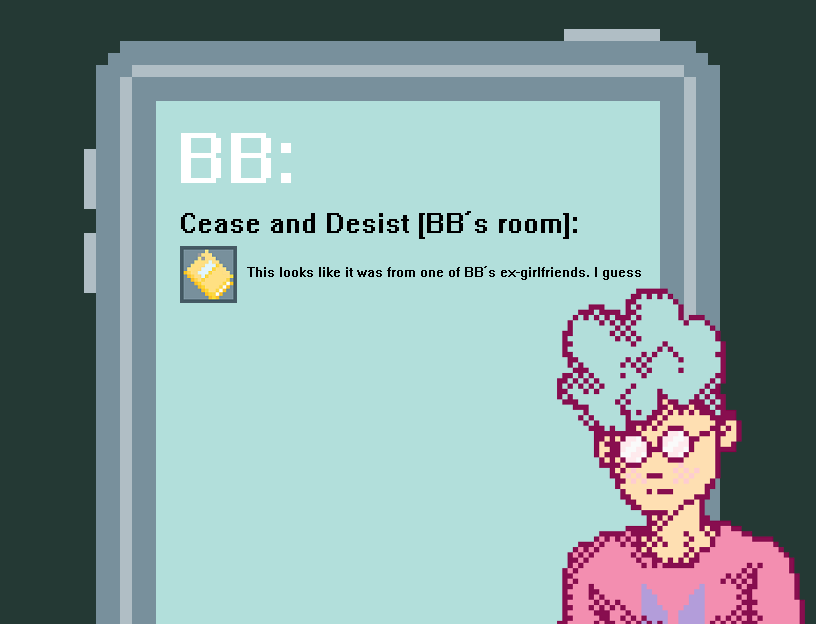 BB:
Cease and Desist [BB´s room]:
This looks like it was from one of BB´s ex-girlfriends. I guess